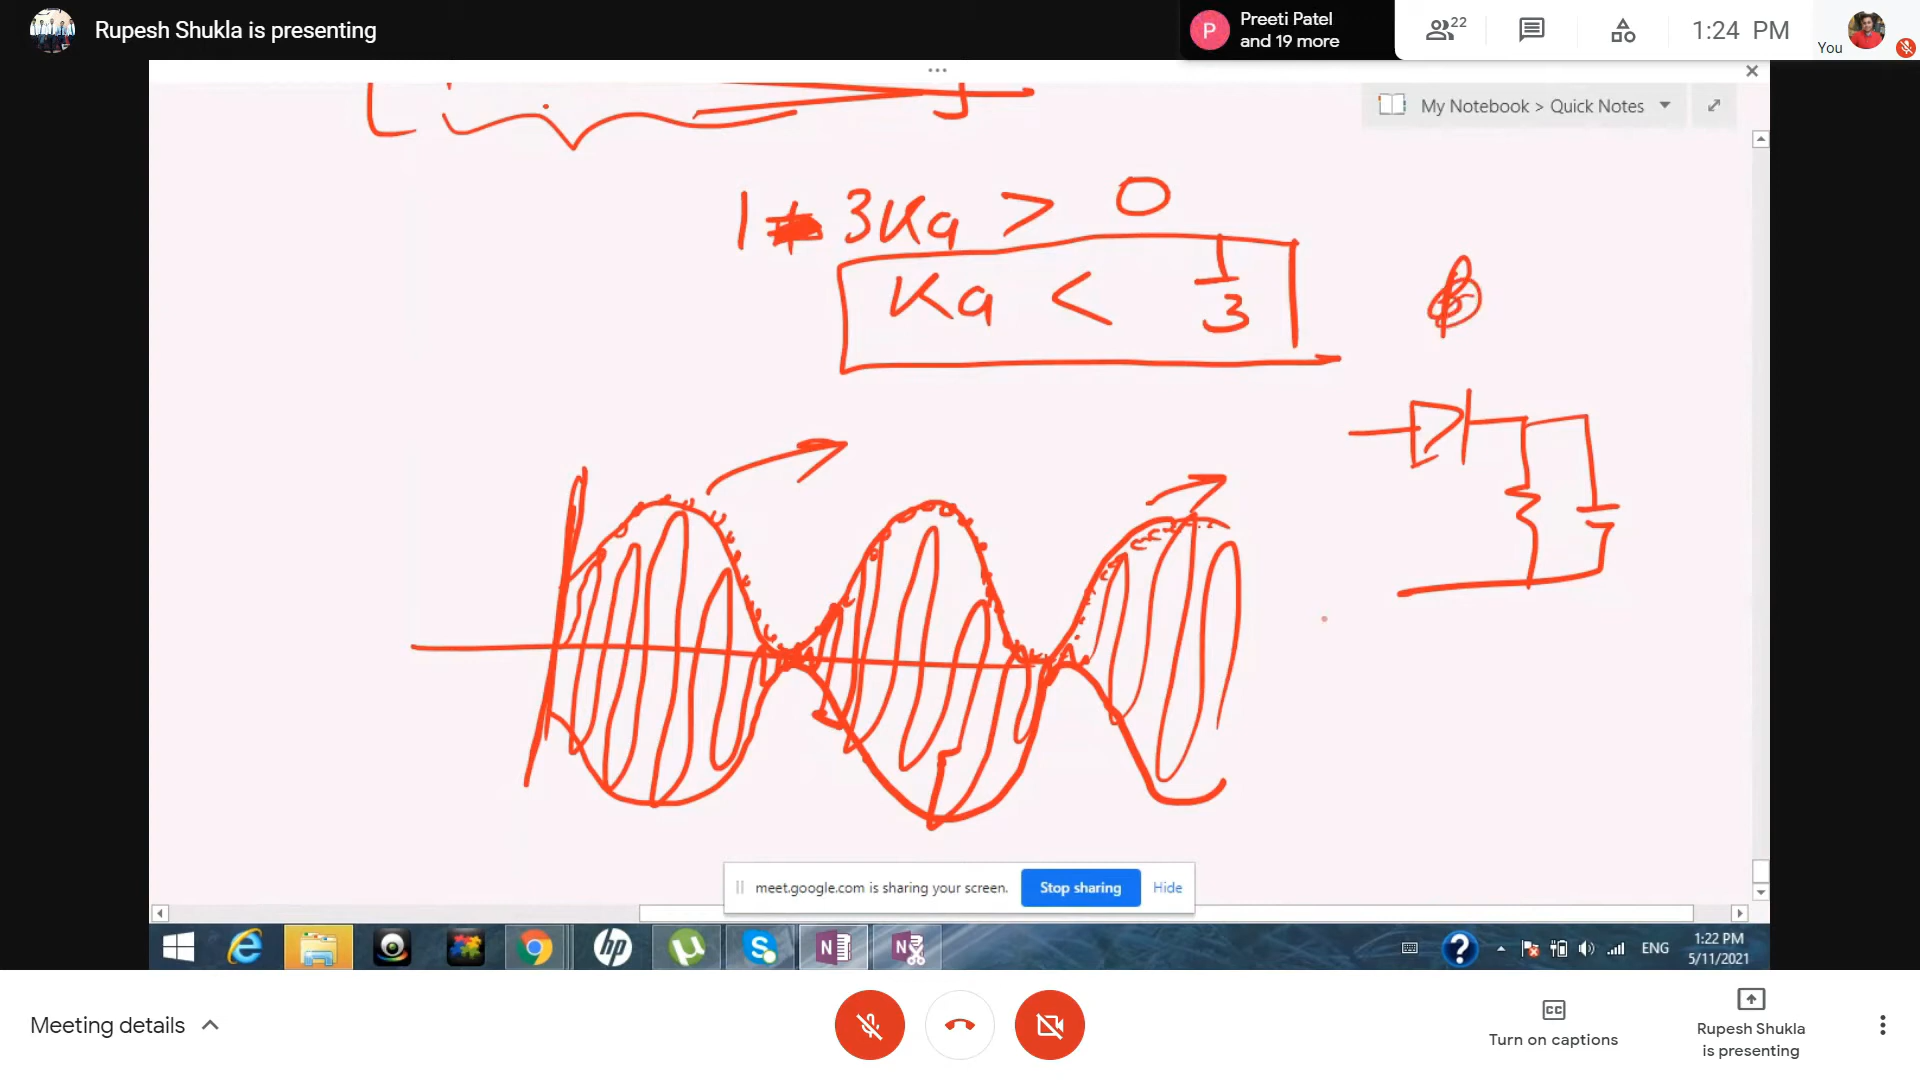 Rupesh Shukla is presenting
P
Preeti Patel
and 19 more
22
1:24 PM
You
My Notebook > Quick Notes
1 - 3Ka > 0
Ka < 1/3
meet.google.com is sharing your screen.
Stop sharing
Hide
hp
N
N
ENG
1:22 PM
5/11/2021
Meeting details
CC
Turn on captions
Rupesh Shukla
is presenting